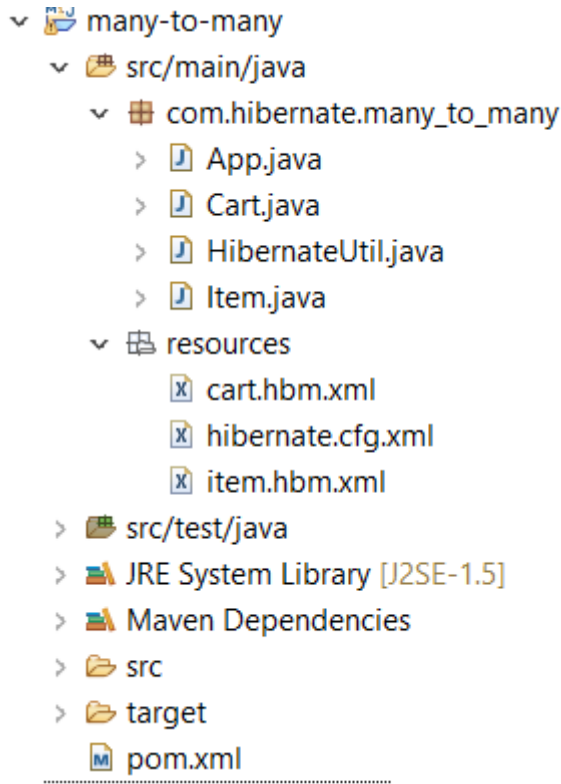 many-to-many
src/main/java
com.hibernate.many_to_many
App.java
Cart.java
HibernateUtil.java
Item.java
resources
cart.hbm.xml
hibernate.cfg.xml
item.hbm.xml
src/test/java
JRE System Library [J2SE-1.5]
Maven Dependencies
src
target
pom.xml